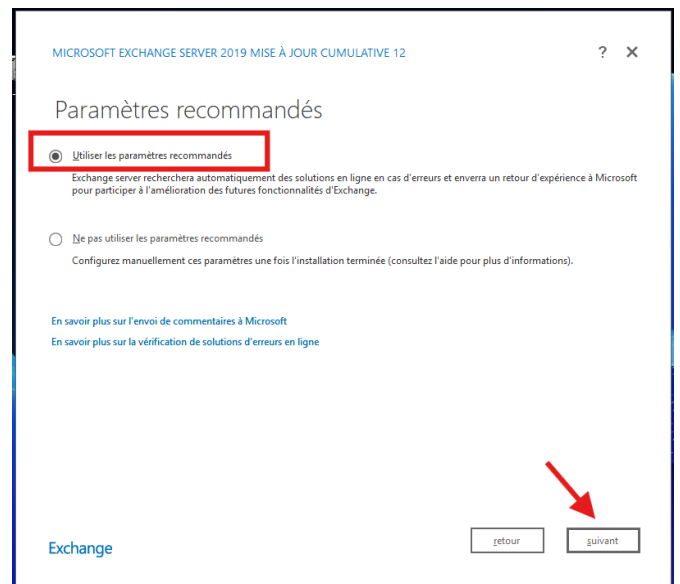 MICROSOFT EXCHANGE SERVER 2019 MISE À JOUR CUMULATIVE 12
?
Paramètres recommandés
Utiliser les paramètres recommandés
Exchange server recherchera automatiquement des solutions en ligne en cas d'erreurs et enverra un retour d'expérience à Microsoft
pour participer à l'amélioration des futures fonctionnalités d'Exchange.
Ne pas utiliser les paramètres recommandés
Configurez manuellement ces paramètres une fois l'installation terminée (consultez l'aide pour plus d'informations).
En savoir plus sur l'envoi de commentaires à Microsoft
En savoir plus sur la vérification de solutions d'erreurs en ligne
Exchange
retour
suivant